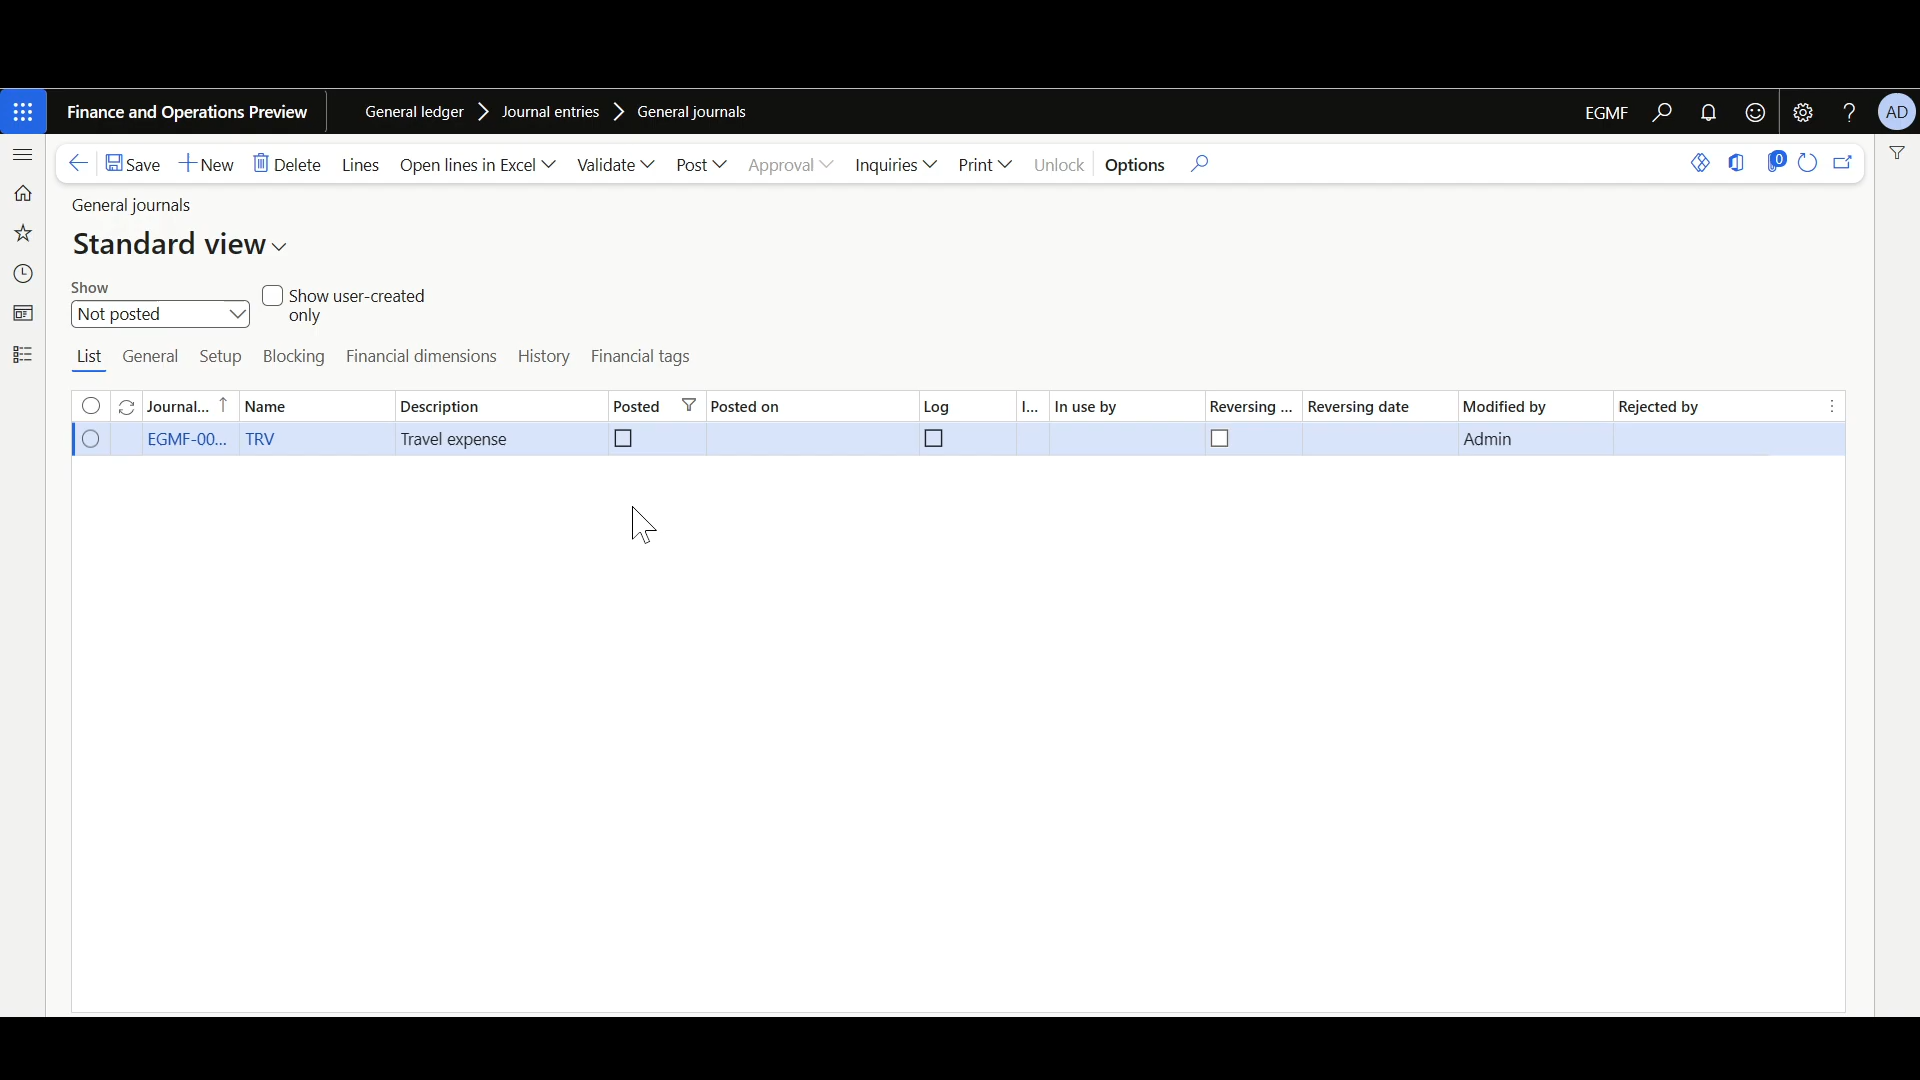 Finance and Operations Preview General ledger Journal entries General journals EGMF ? AD
Save New Delete Lines Open lines in Excel Validate Post Approval Inquiries Print Unlock Options 0
General journals
Standard view
Show
Not posted
Show user-created
only
List General Setup Blocking Financial dimensions History Financial tags
Journal... Name Description Posted Posted on Log I... In use by Reversing ... Reversing date Modified by Rejected by
EGMF-00... TRV Travel expense Admin